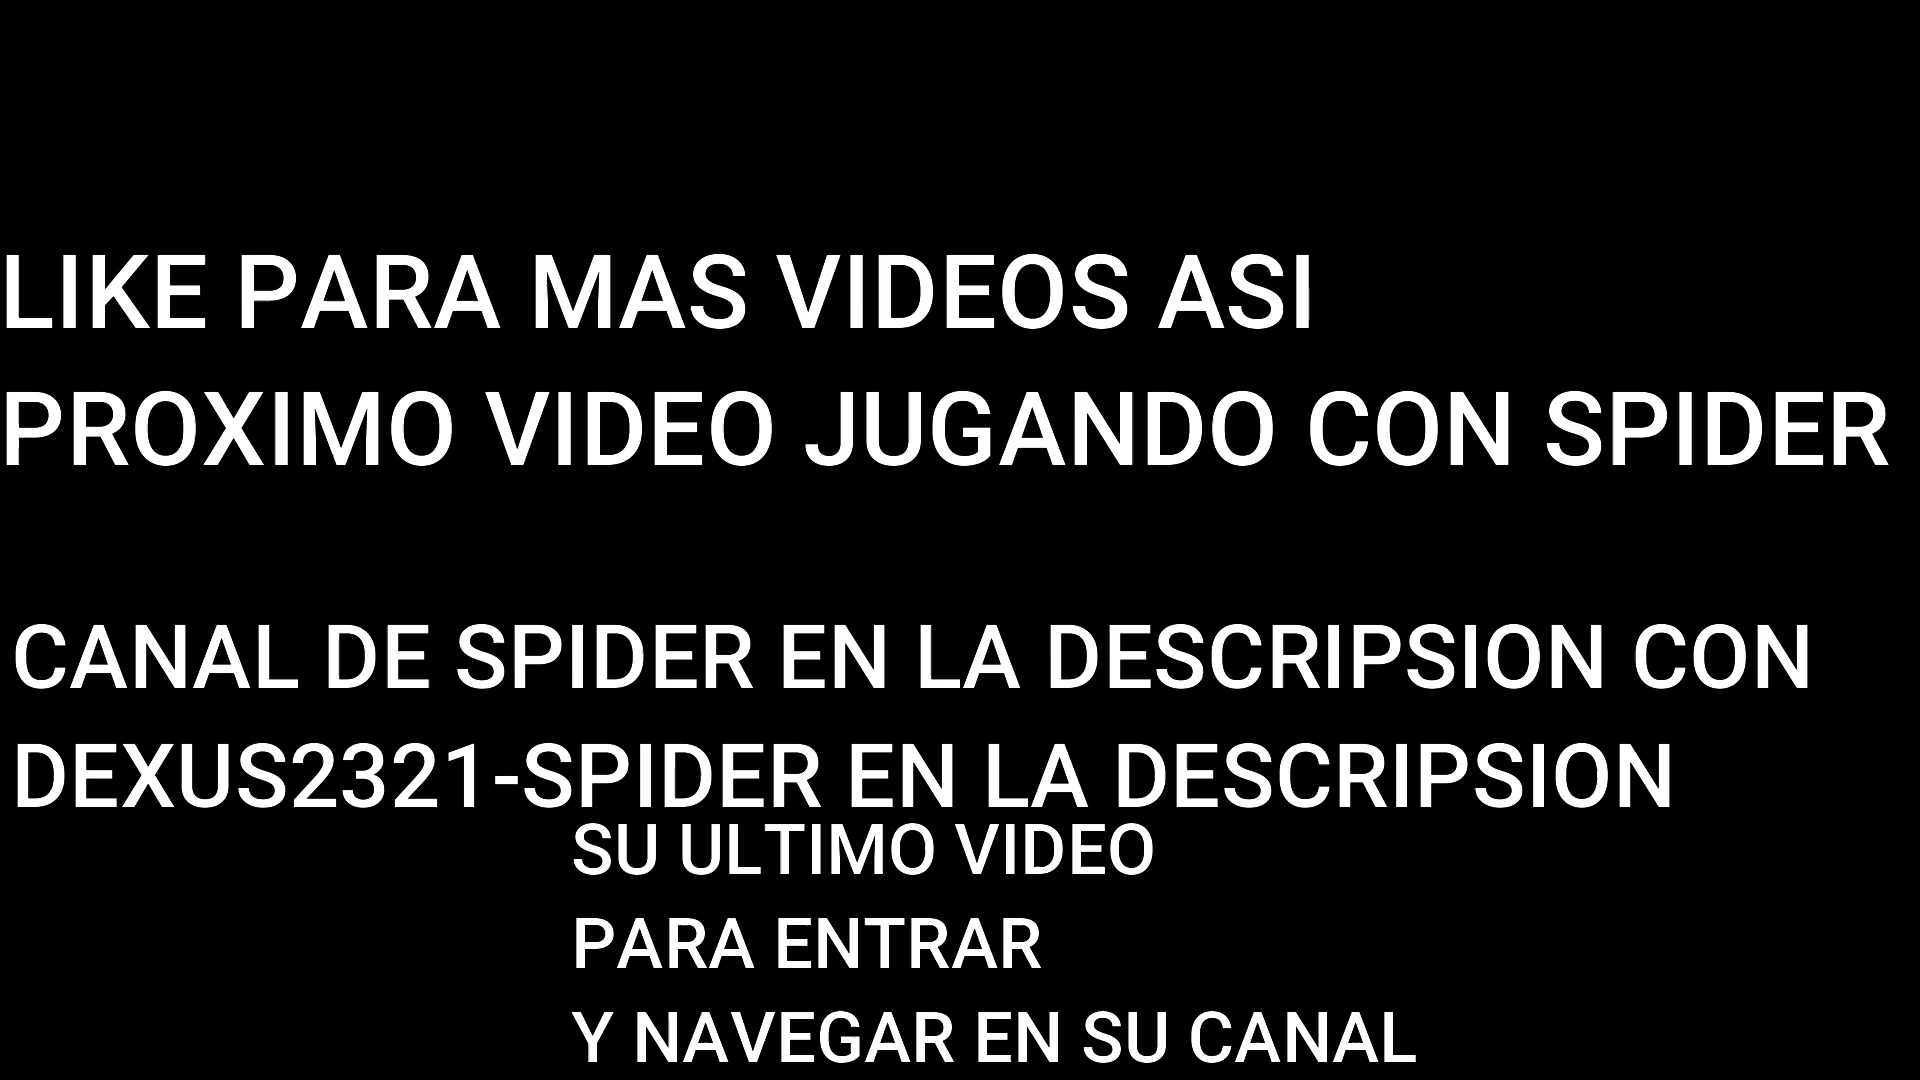 LIKE PARA MAS VIDEOS ASI
PROXIMO VIDEO JUGANDO CON SPIDER
CANAL DE SPIDER EN LA DESCRIPSION CON
DEXUS2321-SPIDER EN LA DESCRIPSION
SU ULTIMO VIDEO
PARA ENTRAR
Y NAVEGAR EN SU CANAL